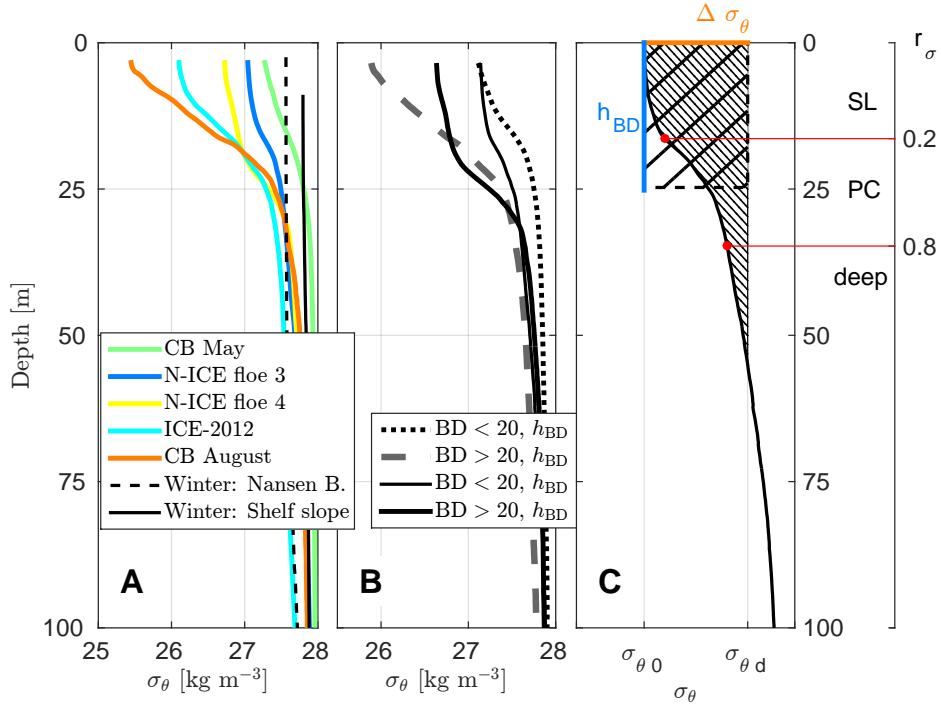 Δ σθ
0
0
rσ
hBD
SL
0.2
25
25
PC
0.8
deep
Depth [m]
50
50
CB May
N-ICE floe 3
N-ICE floe 4
ICE-2012
CB August
Winter: Nansen B.
Winter: Shelf slope
BD < 20, hBD
BD > 20, hBD
BD < 20, hBD
BD > 20, hBD
75
75
A
B
C
100
100
25 26 27 28
26 27 28
σθ 0
σθ d
σθ [kg m−3]
σθ [kg m−3]
σθ